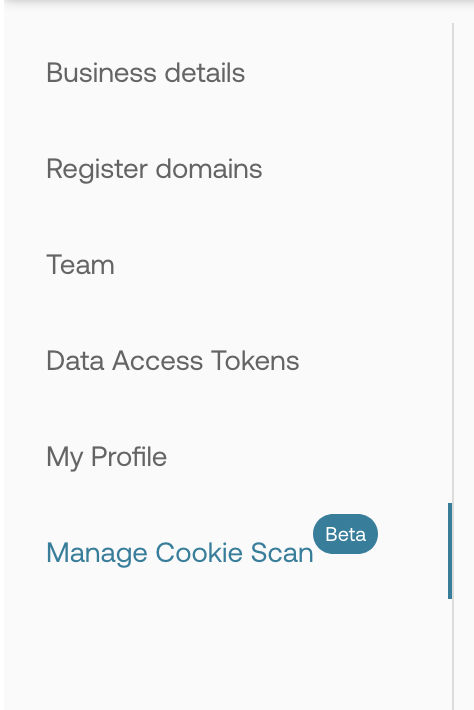 Business details
Register domains
Team
Data Access Tokens
My Profile
Manage Cookie Scan Beta